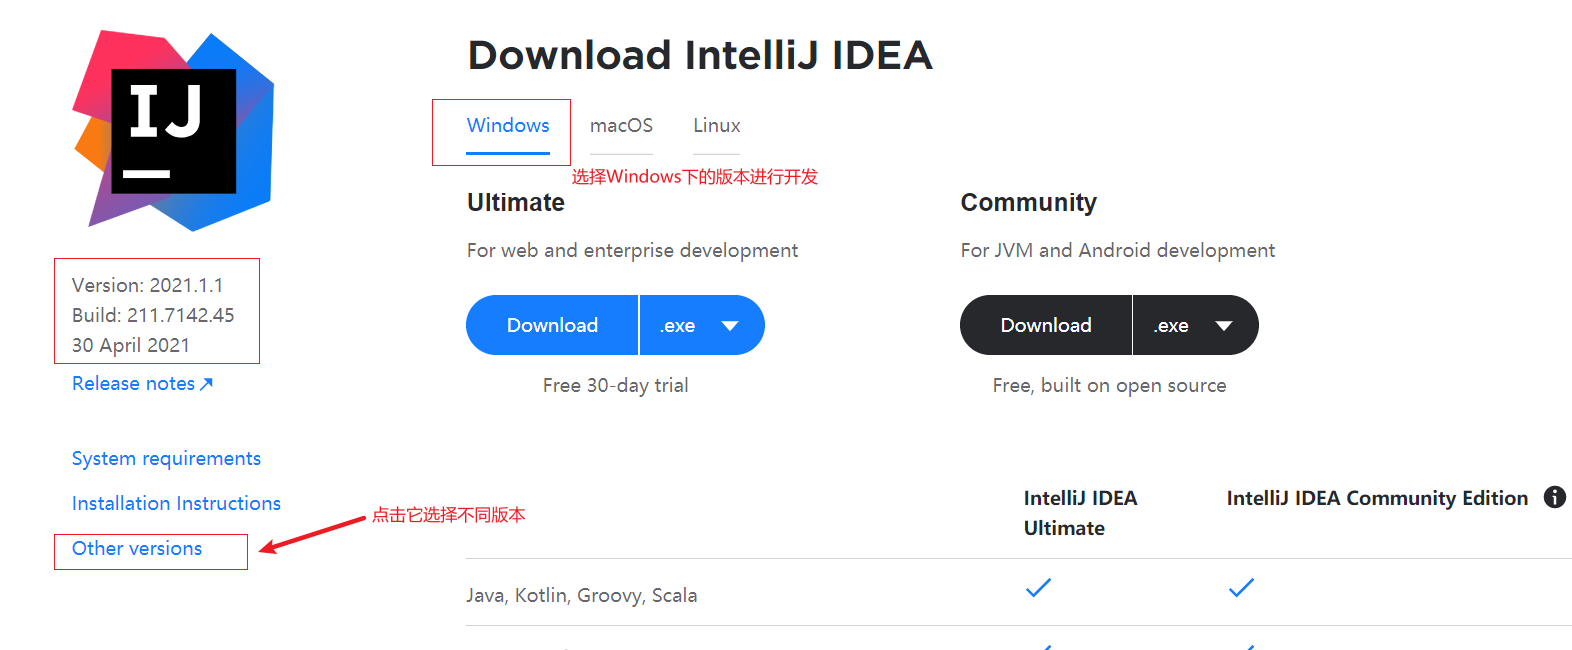 IJ
Download IntelliJ IDEA
Windows
macOS
Linux
选择Windows下的版本进行开发
Ultimate
Community
For web and enterprise development
For JVM and Android development
Version: 2021.1.1
Build: 211.7142.45
30 April 2021
Download
.exe
Download
.exe
Release notes
Free 30-day trial
Free, built on open source
System requirements
Installation Instructions
点击它选择不同版本
Other versions
IntelliJ IDEA
Ultimate
IntelliJ IDEA Community Edition
Java, Kotlin, Groovy, Scala